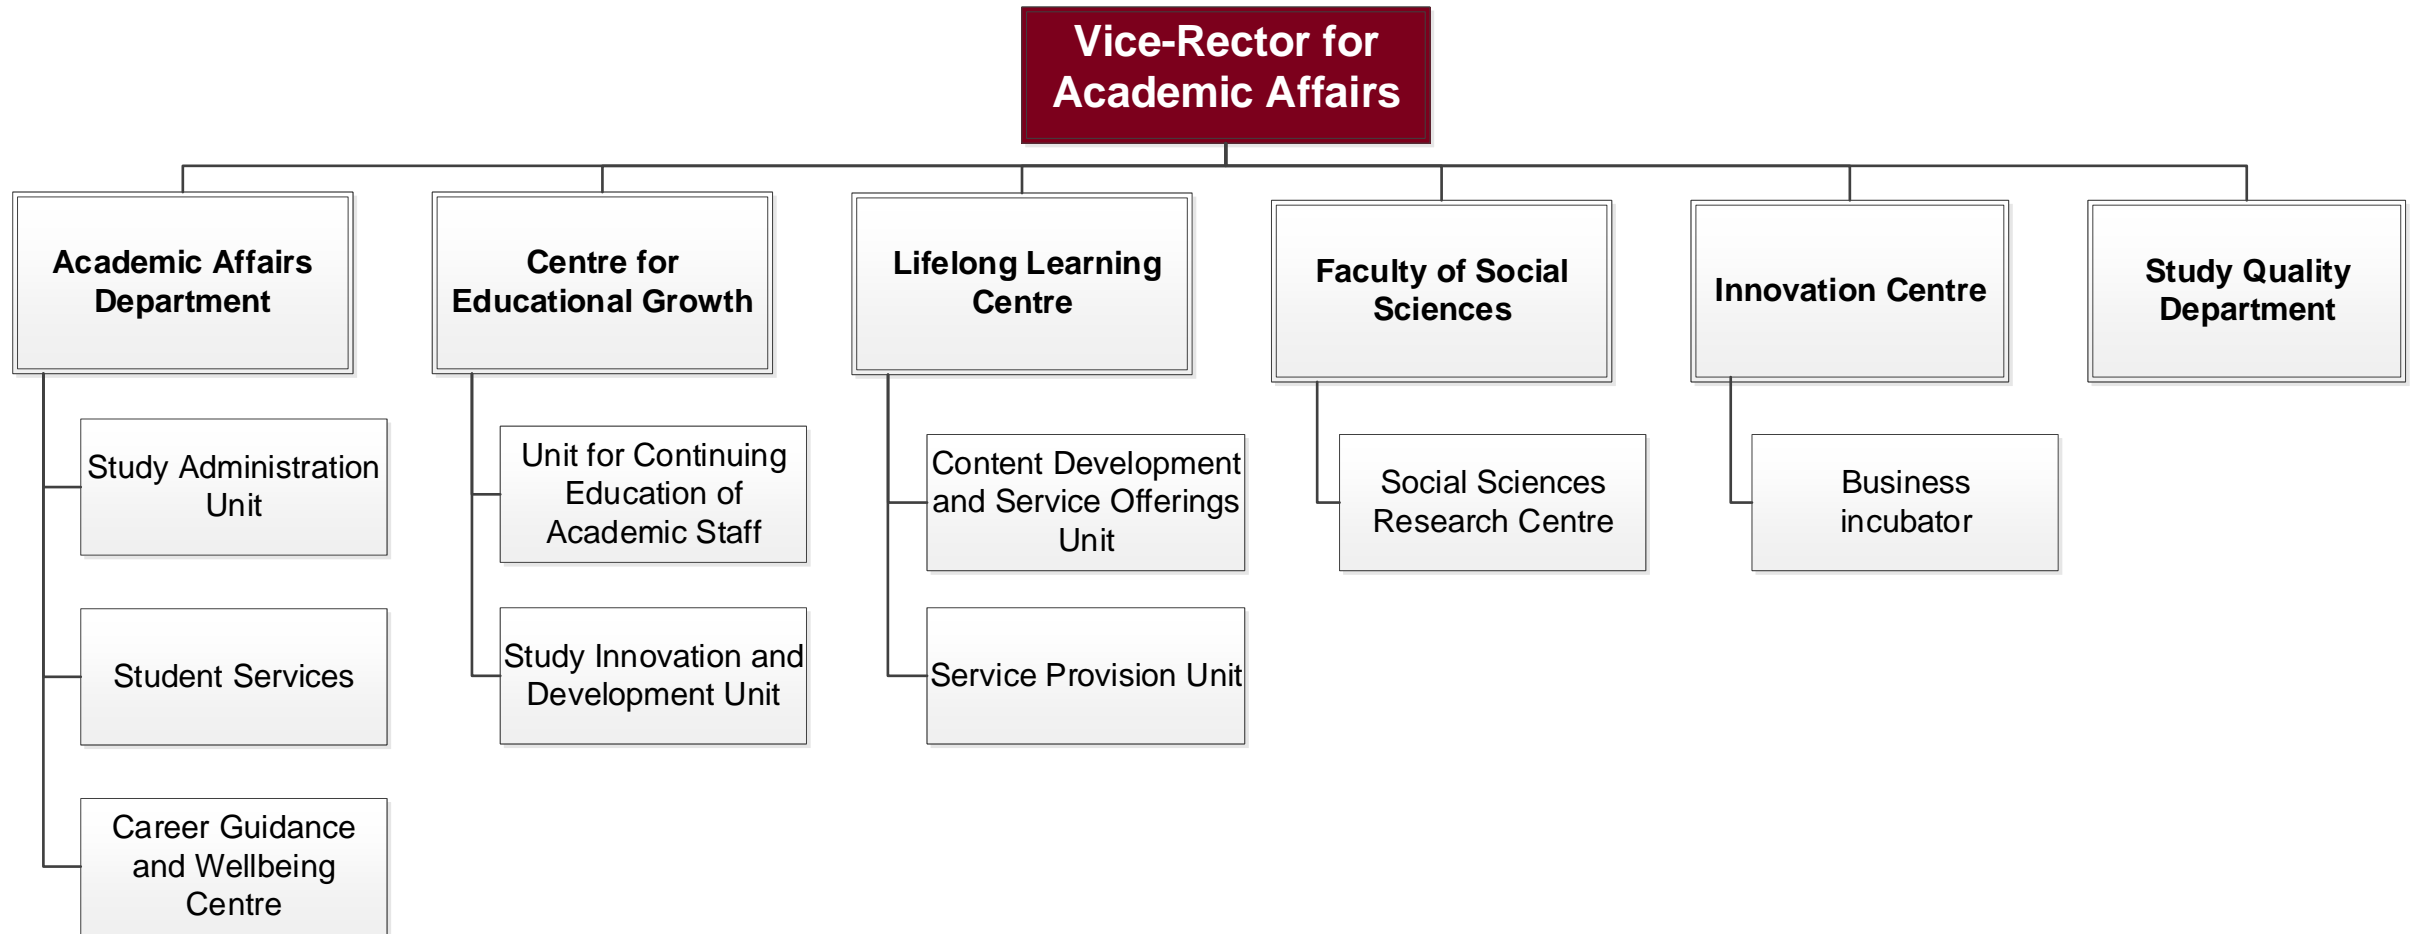 Vice-Rector for
Academic Affairs
Academic Affairs
Department
Centre for
Educational Growth
Lifelong Learning
Centre
Faculty of Social
Sciences
Innovation Centre
Study Quality
Department
Study Administration
Unit
Student Services
Career Guidance
and Wellbeing
Centre
Unit for Continuing
Education of
Academic Staff
Study Innovation and
Development Unit
Content Development
and Service Offerings
Unit
Service Provision Unit
Social Sciences
Research Centre
Business
incubator